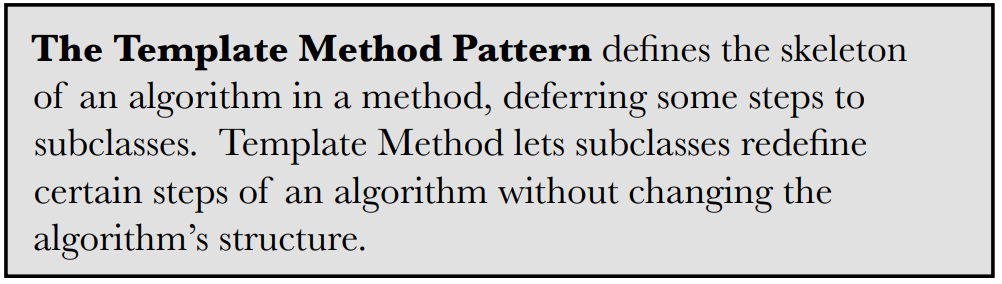 The Template Method Pattern defines the skeleton
of an algorithm in a method, deferring some steps to
subclasses.  Template Method lets subclasses redefine
certain steps of an algorithm without changing the
algorithm’s structure.